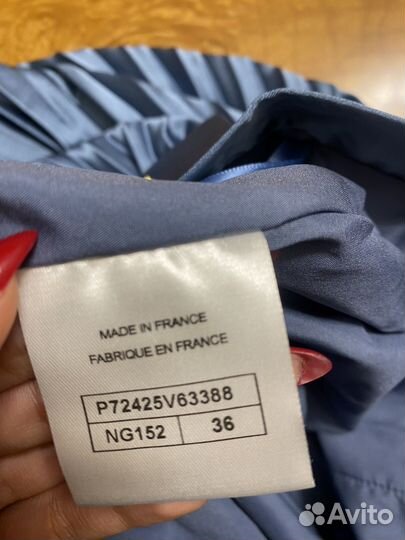 MADE IN FRANCE
FABRIQUE EN FRANCE
P72425V63388
NG152 36
Avito